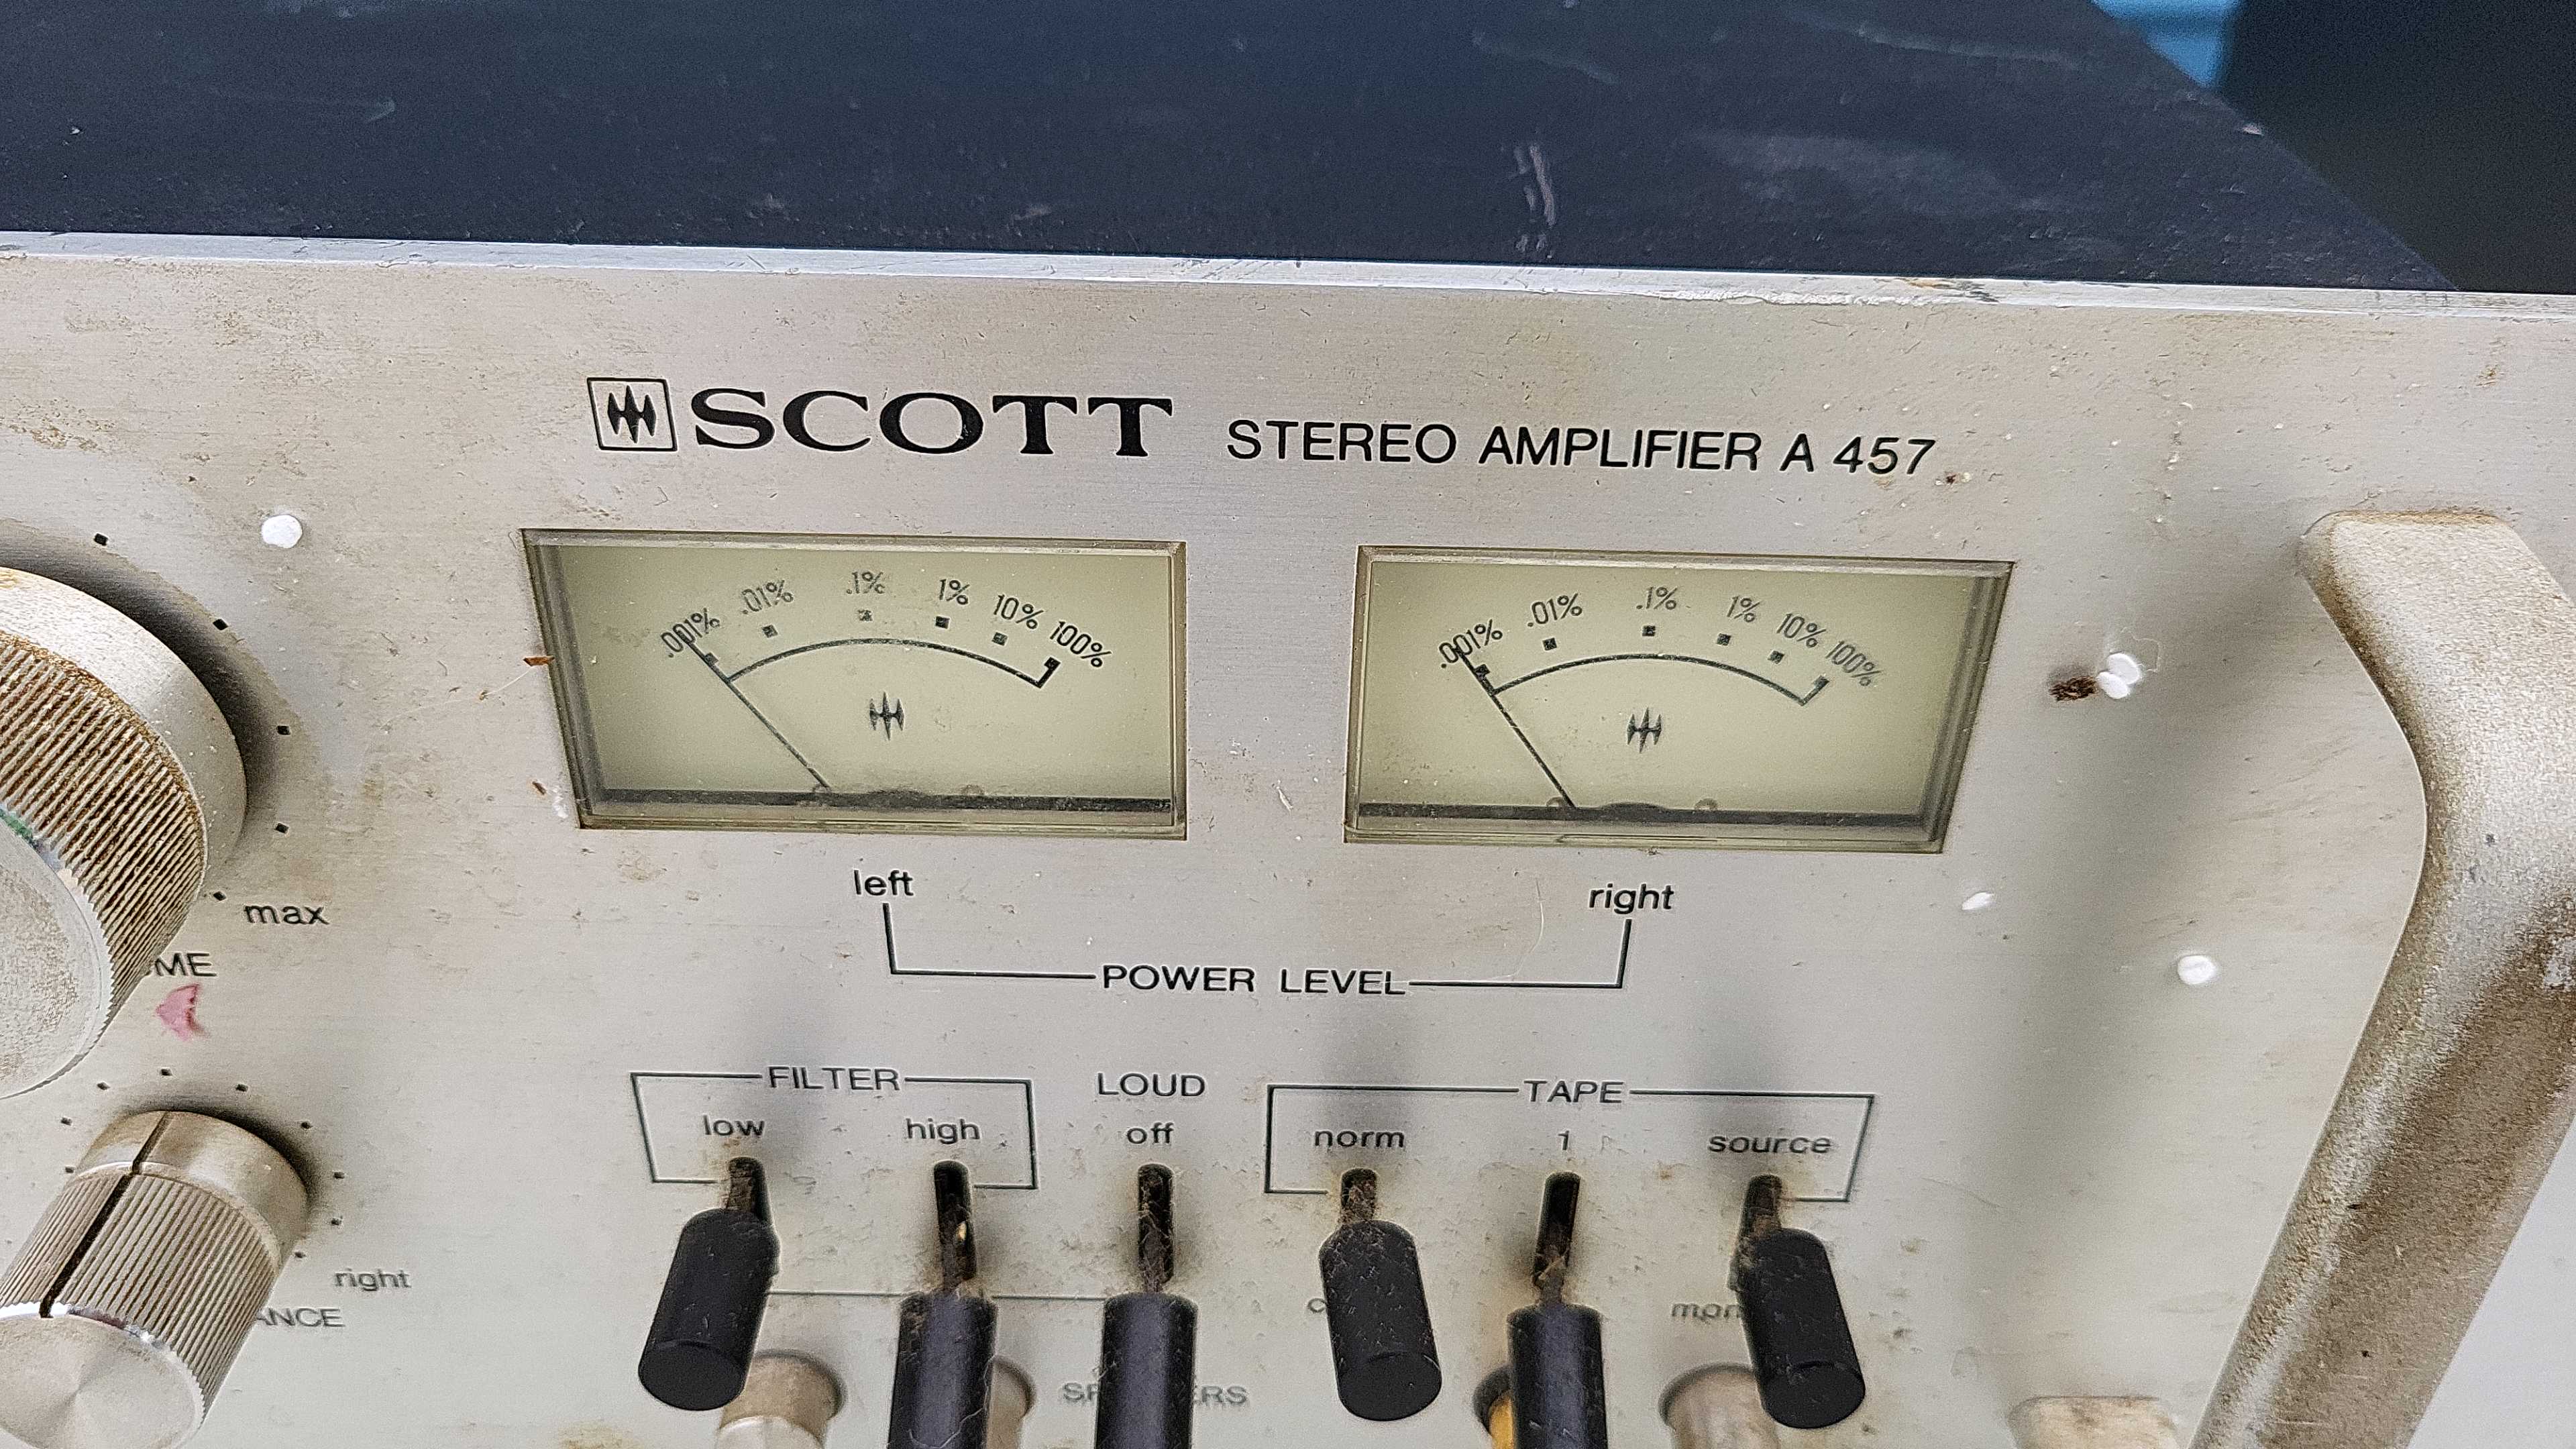 SCOTT STEREO AMPLIFIER A 457
.001% .01% .1% 1% 10% 100%
.001% .01% .1% 1% 10% 100%
max
left
right
POWER LEVEL
FILTER
LOUD
TAPE
low
high
off
norm
1
source
right